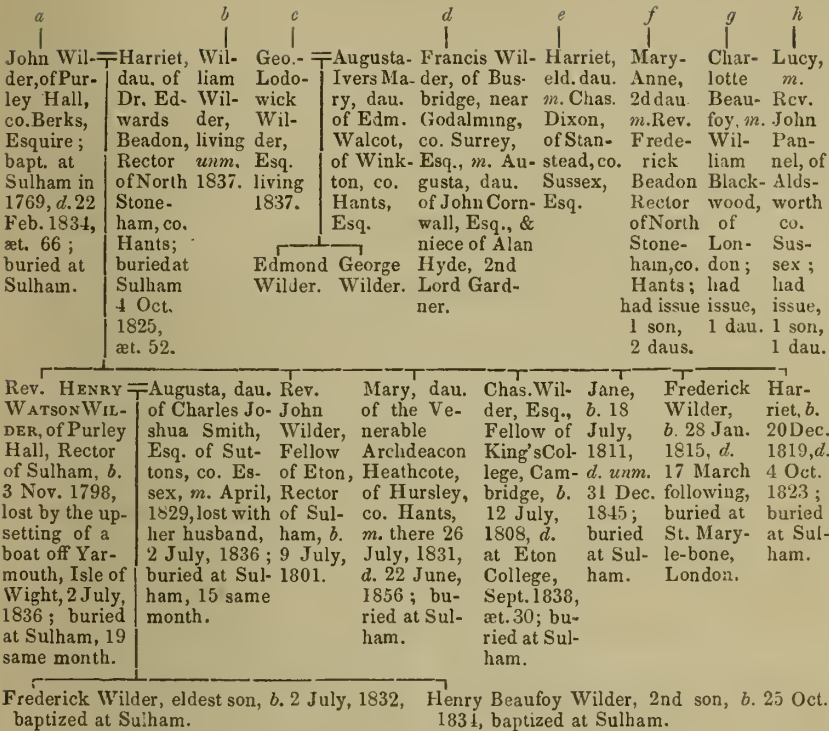 a
John Wil-
der, of Pur-
ley Hall,
co. Berks,
Esquire;
bapt. at
Sulham in
1769, d. 22
Feb. 1834,
æt. 66;
buried at
Sulham.
Harriet,
dau. of
Dr. Ed-
wards
Beadon,
Rector
of North
Stone-
ham, co.
Hants;
buried at
Sulham
4 Oct.
1825,
æt. 52.
b
Wil-
liam
Wil-
der,
living
unm.
1837.
c
Geo.-
Lodo-
wick
Wil-
der,
Esq.
living
1837.
Augusta-
Ivers Ma-
ry, dau.
of Edm.
Walcot,
of Wink-
ton, co.
Hants,
Esq.
Edmond
Wilder.
George
Wilder.
d
Francis Wil-
der, of Bus-
bridge, near
Godalming,
co. Surrey,
Esq., m. Au-
gusta, dau.
of John Corn-
wall, Esq., &
niece of Alan
Hyde, 2nd
Lord Gard-
ner.
e
Harriet,
eld. dau.
m. Chas.
Dixon,
of Stan-
stead, co.
Sussex,
Esq.
f
Mary-
Anne,
2d dau
m. Rev.
Frede-
rick
Beadon
Rector
of North
Stone-
ham, co.
Hants;
had issue
1 son,
2 daus.
g
Char-
lotte
Beau-
foy, m.
Wil-
liam
Black-
wood,
of
Lon-
don;
had
issue,
1 dau.
h
Lucy,
m.
Rev.
John
Pan-
nel, of
Alds-
worth
co.
Sus-
sex;
had
issue,
1 son,
1 dau.
Rev. Henry
Watson Wil-
der, of Purley
Hall, Rector
of Sulham, b.
3 Nov. 1798,
lost by the up-
setting of a
boat off Yar-
mouth, Isle of
Wight, 2 July,
1836; buried
at Sulham, 19
same month.
Augusta, dau.
of Charles Jo-
shua Smith,
Esq. of Sut-
tons, co. Es-
sex, m. April,
1829, lost with
her husband,
2 July, 1836;
buried at Sul-
ham, 15 same
month.
Rev.
John
Wilder,
Fellow
of Eton,
Rector
of Sul-
ham, b.
9 July,
1801.
Mary, dau.
of the Ve-
nerable
Archdeacon
Heathcote,
of Hursley,
co. Hants,
m. there 26
July, 1831,
d. 22 June,
1856; bu-
ried at Sul-
ham.
Chas. Wil-
der, Esq.,
Fellow of
King's Col-
lege, Cam-
bridge, b.
12 July,
1808, d.
at Eton
College,
Sept. 1838,
æt. 30; bu-
ried at Sul-
ham.
Jane,
b. 18
July,
1811,
d. unm.
31 Dec.
1845;
buried
at Sul-
ham.
Frederick
Wilder,
b. 28 Jan.
1815, d.
17 March
following,
buried at
St. Mary-
le-bone,
London.
Har-
riet, b.
20 Dec.
1819, d.
4 Oct.
1823;
buried
at Sul-
ham.
Frederick Wilder, eldest son, b. 2 July, 1832,
baptized at Sulham.
Henry Beaufoy Wilder, 2nd son, b. 25 Oct.
1834, baptized at Sulham.